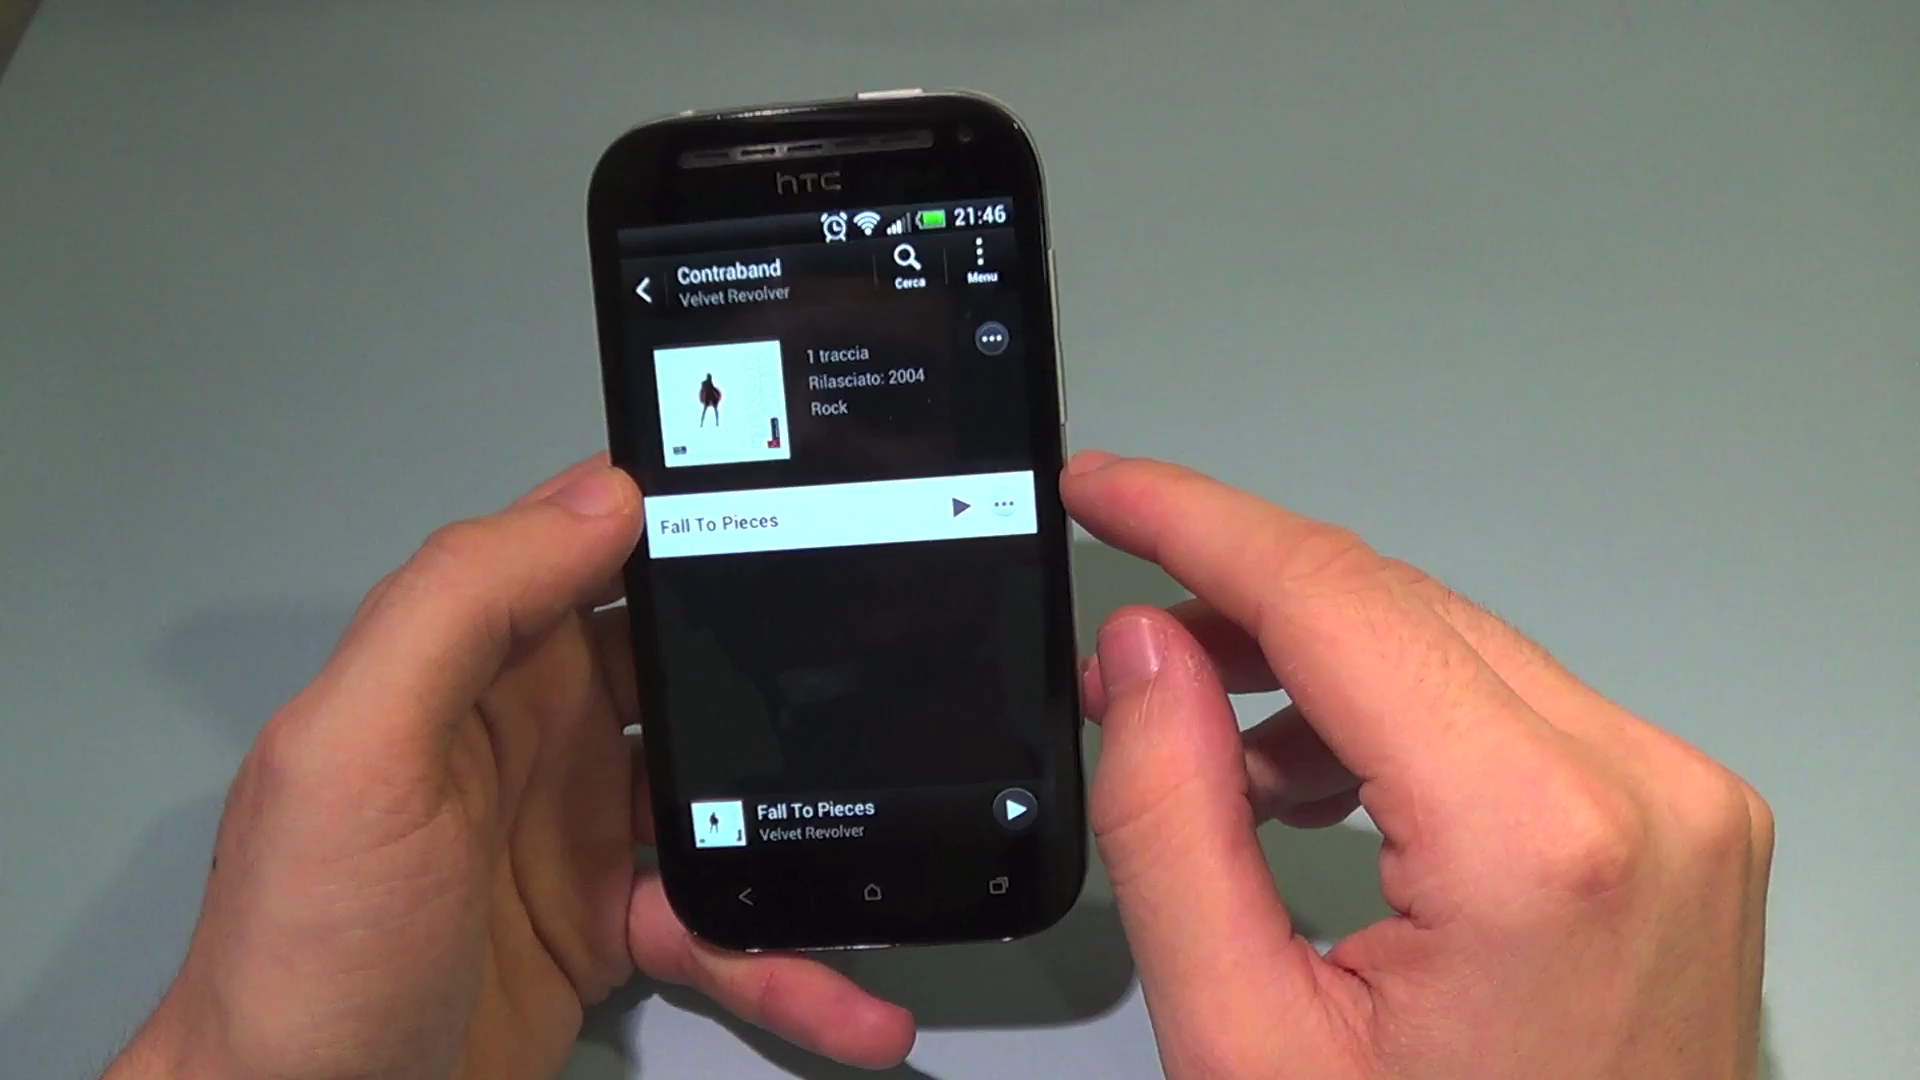 hTC
21:46
Contraband
Velvet Revolver
Cerca
Menu
1 traccia
Rilasciato: 2004
Rock
Fall To Pieces
Fall To Pieces
Velvet Revolver